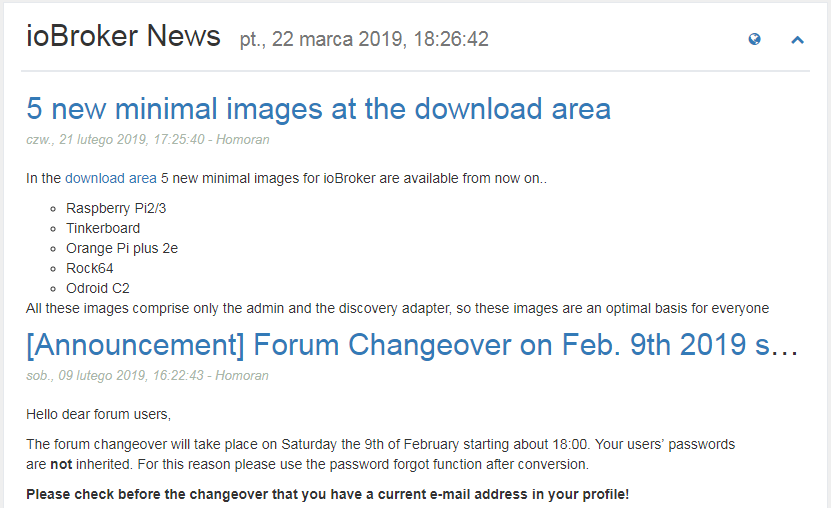 ioBroker News pt., 22 marca 2019, 18:26:42
5 new minimal images at the download area
czw., 21 lutego 2019, 17:25:40 - Homoran
In the download area 5 new minimal images for ioBroker are available from now on..
Raspberry Pi2/3
Tinkerboard
Orange Pi plus 2e
Rock64
Odroid C2
All these images comprise only the admin and the discovery adapter, so these images are an optimal basis for everyone
[Announcement] Forum Changeover on Feb. 9th 2019 s...
sob., 09 lutego 2019, 16:22:43 - Homoran
Hello dear forum users,
The forum changeover will take place on Saturday the 9th of February starting about 18:00. Your users’ passwords
are not inherited. For this reason please use the password forgot function after conversion.
Please check before the changeover that you have a current e-mail address in your profile!